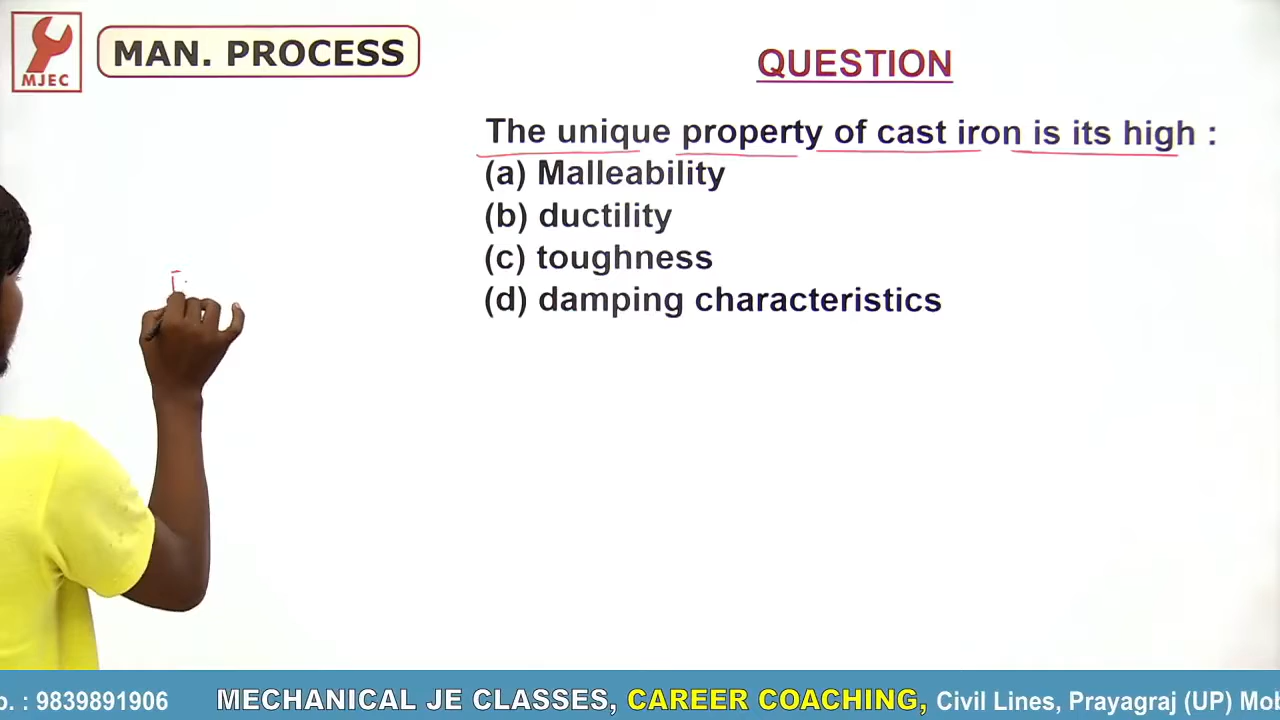 MJEC
MAN. PROCESS
QUESTION
The unique property of cast iron is its high :
(a) Malleability
(b) ductility
(c) toughness
(d) damping characteristics
. : 9839891906 MECHANICAL JE CLASSES, CAREER COACHING, Civil Lines, Prayagraj (UP)